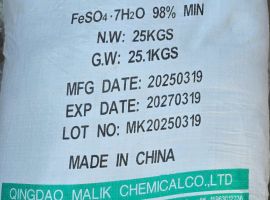 FeSO4·7H2O 98% MIN
N.W: 25KGS
G.W: 25.1KGS
MFG DATE: 20250319
EXP DATE: 20270319
LOT NO: MK20250319
MADE IN CHINA
QINGDAO MALIK CHEMICALCO.,LTD